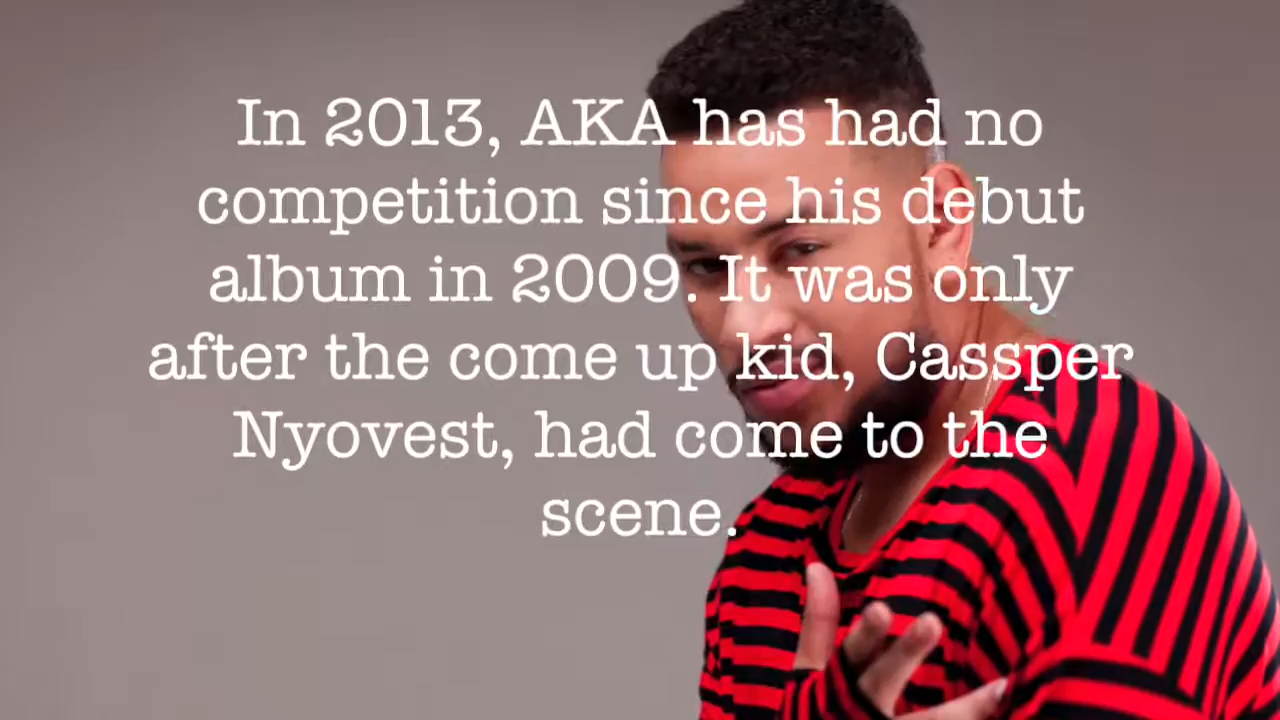 In 2013, AKA has had no
competition since his debut
album in 2009. It was only
after the come up kid, Cassper
Nyovest, had come to the
scene.